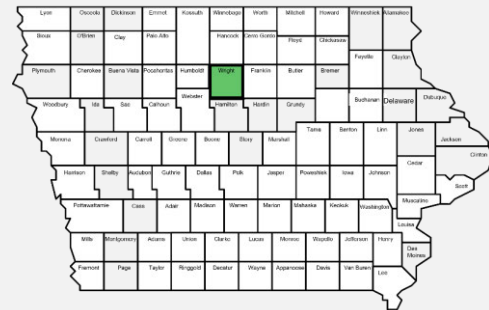 Lyon Osceola Dickinson Emmet Kossuth Winnebago Worth Mitchell Howard Winneshiek Allamakee
Sioux O'Brien Clay Palo Alto Hancock Cerro Gordo Floyd Chickasaw
Fayette Clayton
Plymouth Cherokee Buena Vista Pocahontas Humboldt Wright Franklin Butler Bremer
Webster
Woodbury Ida Sac Calhoun Hamilton Hardin Grundy Buchanan Delaware Dubuque
Tama Benton Linn Jones
Monona Crawford Carroll Greene Boone Story Marshall Jackson
Clinton
Cedar
Harrison Shelby Audubon Guthrie Dallas Polk Jasper Poweshiek Iowa Johnson
Scott
Muscatine
Pottawattamie Cass Adair Madison Warren Marion Mahaska Keokuk Washington
Louisa
Mills Montgomery Adams Union Clarke Lucas Monroe Wapello Jefferson Henry
Des
Moines
Fremont Page Taylor Ringgold Decatur Wayne Appanoose Davis Van Buren Lee